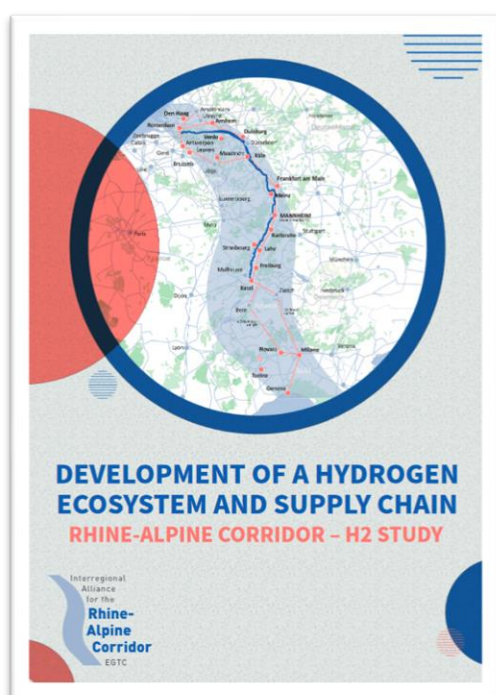 Den Haag
Rotterdam
Arnhem
Duisburg
Venlo
Antwerpen
Köln
Frankfurt am Main
Mainz
MANNHEIM
Karlsruhe
Stuttgart
Lahr
Freiburg
Basel
Novara
Milano
Genova
DEVELOPMENT OF A HYDROGEN
ECOSYSTEM AND SUPPLY CHAIN
RHINE-ALPINE CORRIDOR – H2 STUDY
Interregional
Alliance
for the
Rhine-
Alpine
Corridor
EGTC